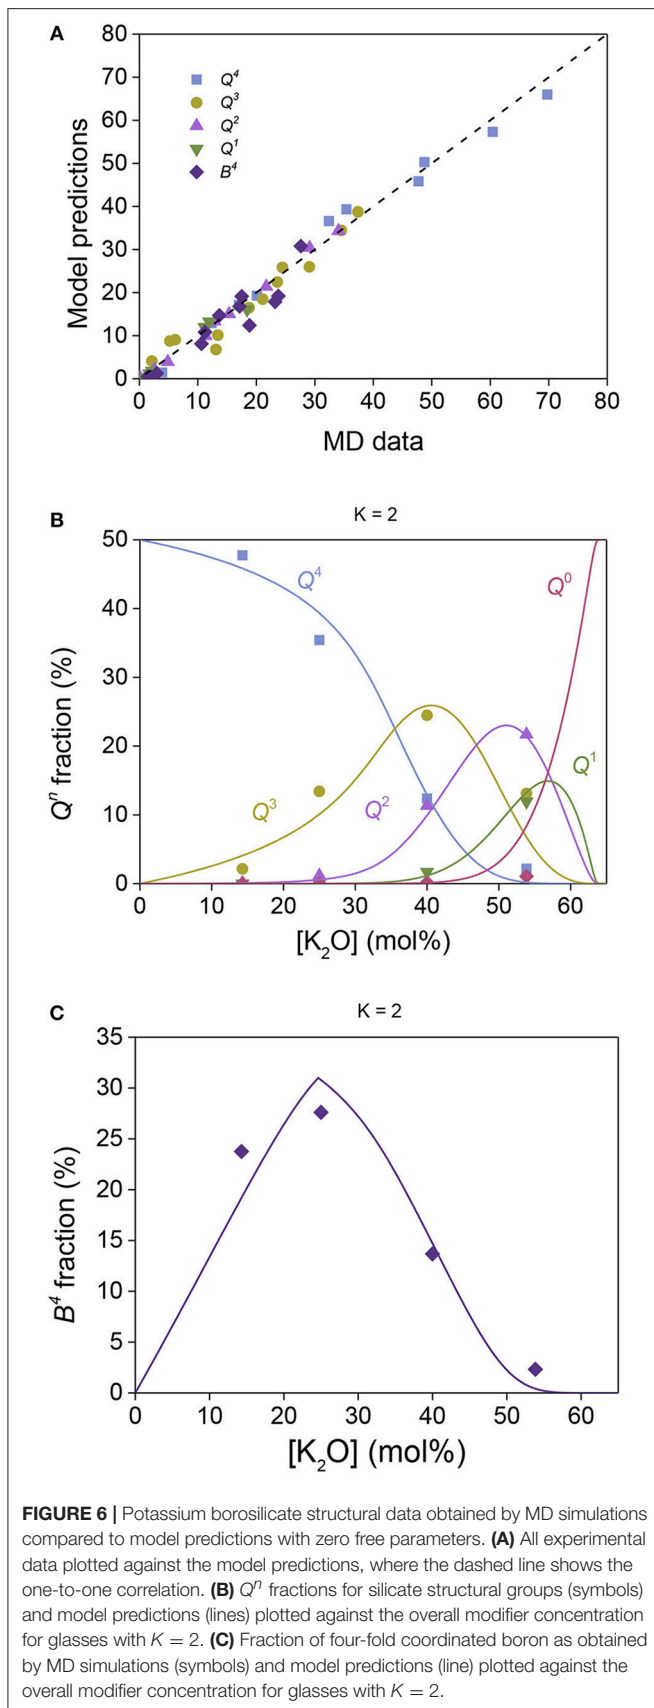 A
80
70
60
50
40
30
20
10
0
Model predictions
Q⁴
Q³
Q²
Q¹
B⁴
0 10 20 30 40 50 60 70 80
MD data
B
K = 2
50
40
30
20
10
0
Qⁿ fraction (%)
Q⁴
Q⁰
Q³
Q²
Q¹
0 10 20 30 40 50 60
[K₂O] (mol%)
C
K = 2
35
30
25
20
15
10
5
0
B⁴ fraction (%)
0 10 20 30 40 50 60
[K₂O] (mol%)
FIGURE 6 | Potassium borosilicate structural data obtained by MD simulations
compared to model predictions with zero free parameters. (A) All experimental
data plotted against the model predictions, where the dashed line shows the
one-to-one correlation. (B) Qⁿ fractions for silicate structural groups (symbols)
and model predictions (lines) plotted against the overall modifier concentration
for glasses with K = 2. (C) Fraction of four-fold coordinated boron as obtained
by MD simulations (symbols) and model predictions (line) plotted against the
overall modifier concentration for glasses with K = 2.